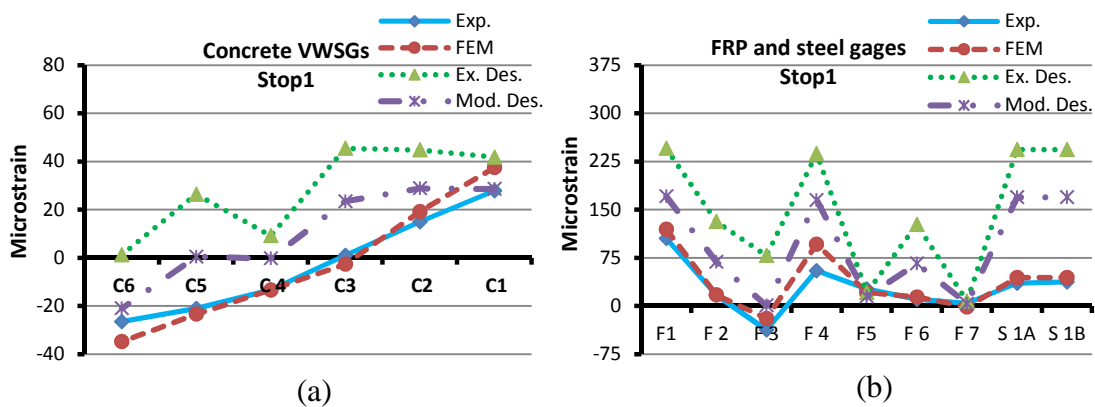 Concrete VWSGs
Stop1
Exp.
FEM
Ex. Des.
Mod. Des.
Microstrain
80
60
40
20
0
-20
-40
C6
C5
C4
C3
C2
C1
(a)
FRP and steel gages
Stop1
Exp.
FEM
Ex. Des.
Mod. Des.
Microstrain
375
300
225
150
75
0
-75
F1
F 2
F 3
F 4
F5
F 6
F 7
S 1A
S 1B
(b)